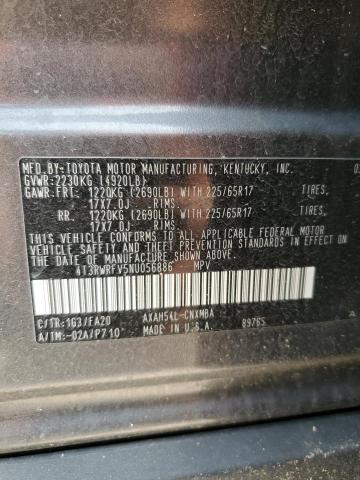 MFD.BY:TOYOTA MOTOR MANUFACTURING, KENTUCKY, INC.
GVWR:2230KG (4920LB)
GAWR:FRT. 1220KG (2690LB) WITH 225/65R17 TIRES,
17X7.0J RIMS,
RR. 1220KG (2690LB) WITH 225/65R17 TIRES,
17X7.0J RIMS,
THIS VEHICLE CONFORMS TO ALL APPLICABLE FEDERAL MOTOR
VEHICLE SAFETY AND THEFT PREVENTION STANDARDS IN
EFFECT ON THE DATE OF MANUFACTURE SHOWN ABOVE.
4T3RWRFV5NU056886 MPV
C/TR:1G3/FA20 AXAH54L-CNXMBA
A/TM:-02A/P710 MADE IN U.S.A. 89765